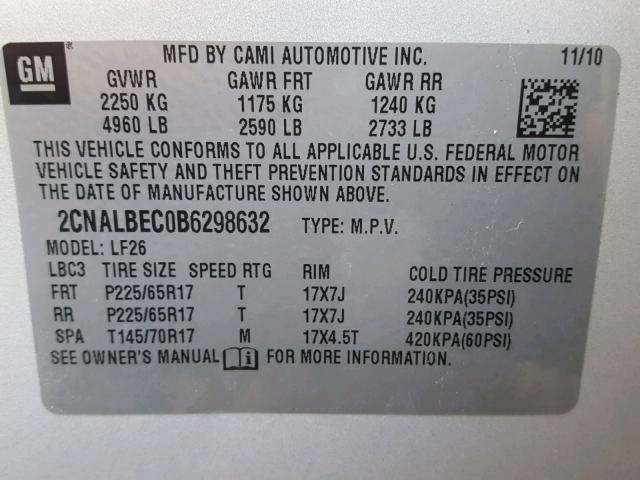 GM
MFD BY CAMI AUTOMOTIVE INC. 11/10
GVWR GAWR FRT GAWR RR
2250 KG 1175 KG 1240 KG
4960 LB 2590 LB 2733 LB
THIS VEHICLE CONFORMS TO ALL APPLICABLE U.S. FEDERAL MOTOR
VEHICLE SAFETY AND THEFT PREVENTION STANDARDS IN EFFECT ON
THE DATE OF MANUFACTURE SHOWN ABOVE.
2CNALBEC0B6298632 TYPE: M.P.V.
MODEL: LF26
LBC3 TIRE SIZE SPEED RTG RIM COLD TIRE PRESSURE
FRT P225/65R17 T 17X7J 240KPA(35PSI)
RR P225/65R17 T 17X7J 240KPA(35PSI)
SPA T145/70R17 M 17X4.5T 420KPA(60PSI)
SEE OWNER'S MANUAL FOR MORE INFORMATION.